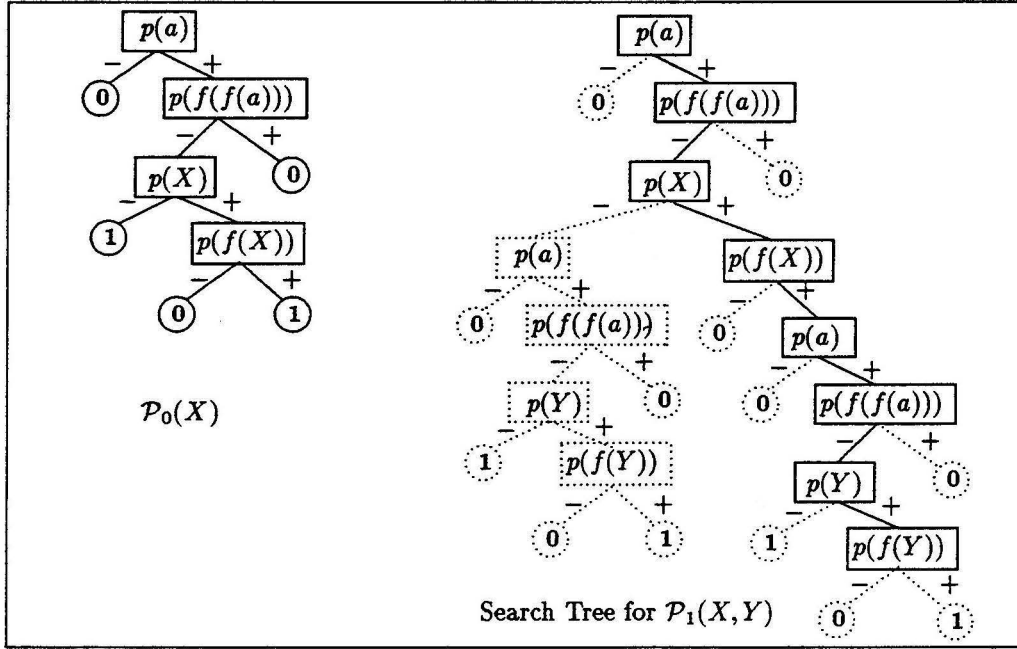 p(a)
− +
0 p(f(f(a)))
− +
p(X) 0
− +
1 p(f(X))
− +
0 1
𝒫₀(X)
p(a)
− +
0 p(f(f(a)))
− +
p(X) 0
− +
p(a) p(f(X))
− + − +
0 p(f(f(a))) 0 p(a)
− + − +
p(Y) 0 0 p(f(f(a)))
− + − +
1 p(f(Y)) p(Y) 0
− + − +
0 1 1 p(f(Y))
− +
0 1
Search Tree for 𝒫₁(X, Y)